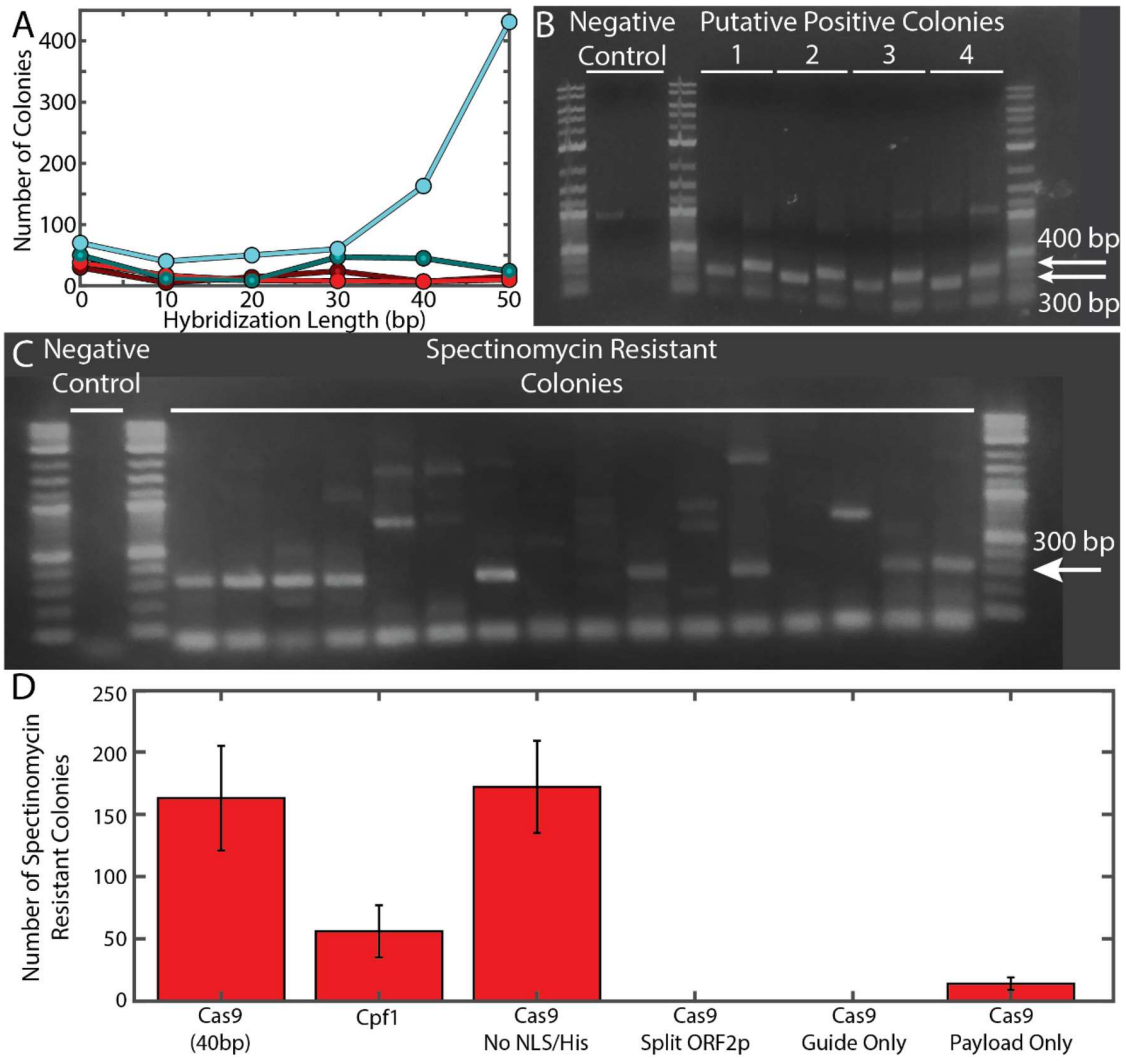 A
Number of Colonies
400
300
200
100
0
0 10 20 30 40 50
Hybridization Length (bp)
B
Negative Control
Putative Positive Colonies
1 2 3 4
400 bp
300 bp
C
Negative Control
Spectinomycin Resistant
Colonies
300 bp
D
Number of Spectinomycin
Resistant Colonies
250
200
150
100
50
0
Cas9
(40bp)
Cpf1
Cas9
No NLS/His
Cas9
Split ORF2p
Cas9
Guide Only
Cas9
Payload Only